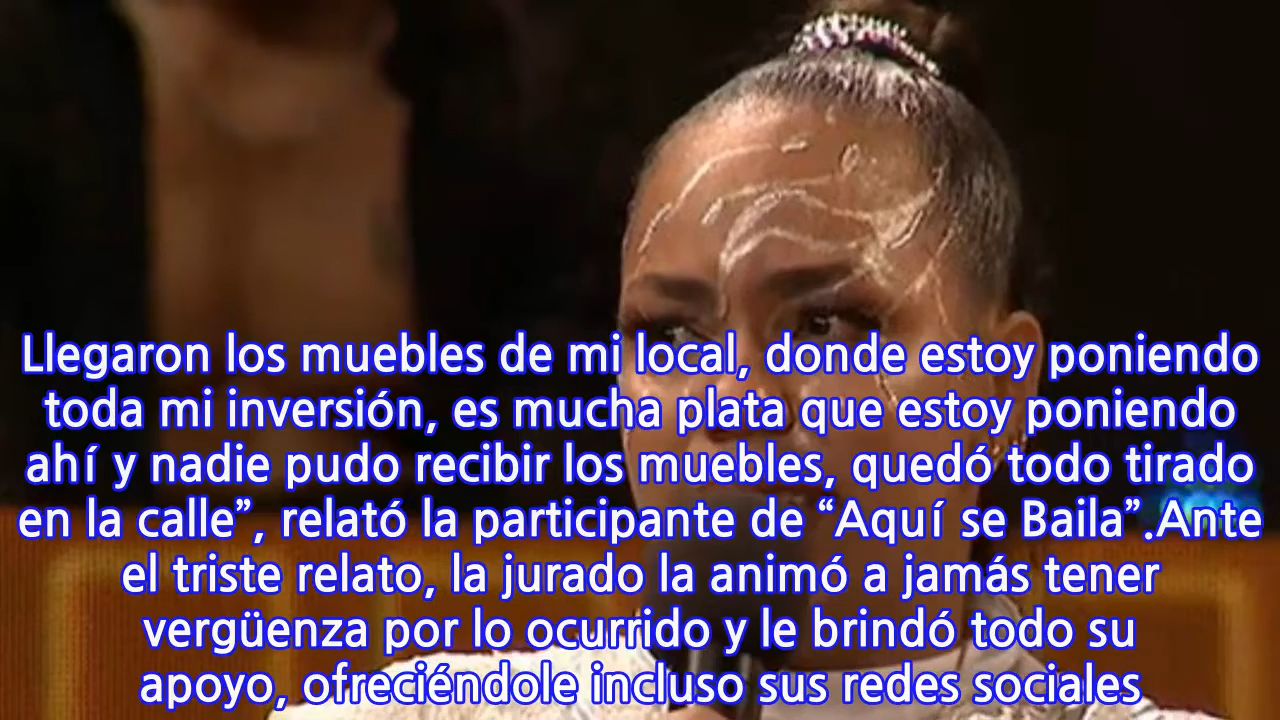 Llegaron los muebles de mi local, donde estoy poniendo
toda mi inversión, es mucha plata que estoy poniendo
ahí y nadie pudo recibir los muebles, quedó todo tirado
en la calle”, relató la participante de “Aquí se Baila”.Ante
el triste relato, la jurado la animó a jamás tener
vergüenza por lo ocurrido y le brindó todo su
apoyo, ofreciéndole incluso sus redes sociales